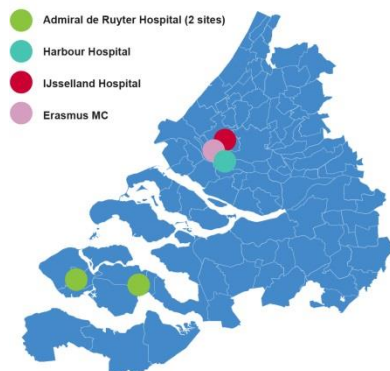 Admiral de Ruyter Hospital (2 sites)
Harbour Hospital
IJsselland Hospital
Erasmus MC